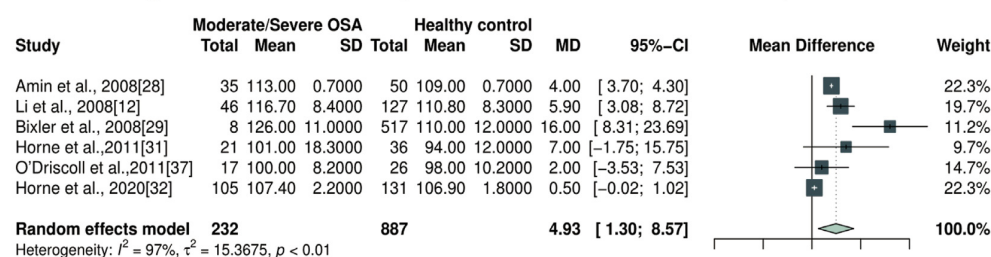 Moderate/Severe OSA Healthy control
Study Total Mean SD Total Mean SD MD 95%−CI Mean Difference Weight
Amin et al., 2008[28] 35 113.00 0.7000 50 109.00 0.7000 4.00 [ 3.70; 4.30] 22.3%
Li et al., 2008[12] 46 116.70 8.4000 127 110.80 8.3000 5.90 [ 3.08; 8.72] 19.7%
Bixler et al., 2008[29] 8 126.00 11.0000 517 110.00 12.0000 16.00 [ 8.31; 23.69] 11.2%
Horne et al.,2011[31] 21 101.00 18.3000 36 94.00 12.0000 7.00 [−1.75; 15.75] 9.7%
O'Driscoll et al.,2011[37] 17 100.00 8.2000 26 98.00 10.2000 2.00 [−3.53; 7.53] 14.7%
Horne et al., 2020[32] 105 107.40 2.2000 131 106.90 1.8000 0.50 [−0.02; 1.02] 22.3%
Random effects model 232 887 4.93 [ 1.30; 8.57] 100.0%
Heterogeneity: I² = 97%, τ² = 15.3675, p < 0.01